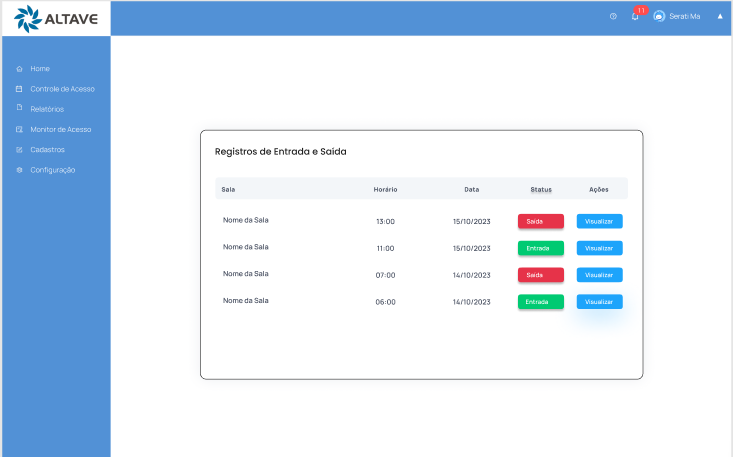 ALTAVE
11
Serati Ma
Home
Controle de Acesso
Relatórios
Monitor de Acesso
Cadastros
Configuração
Registros de Entrada e Saída
Sala Horário Data Status Ações
Nome da Sala 13:00 15/10/2023 Saída Visualizar
Nome da Sala 11:00 15/10/2023 Entrada Visualizar
Nome da Sala 07:00 14/10/2023 Saída Visualizar
Nome da Sala 06:00 14/10/2023 Entrada Visualizar